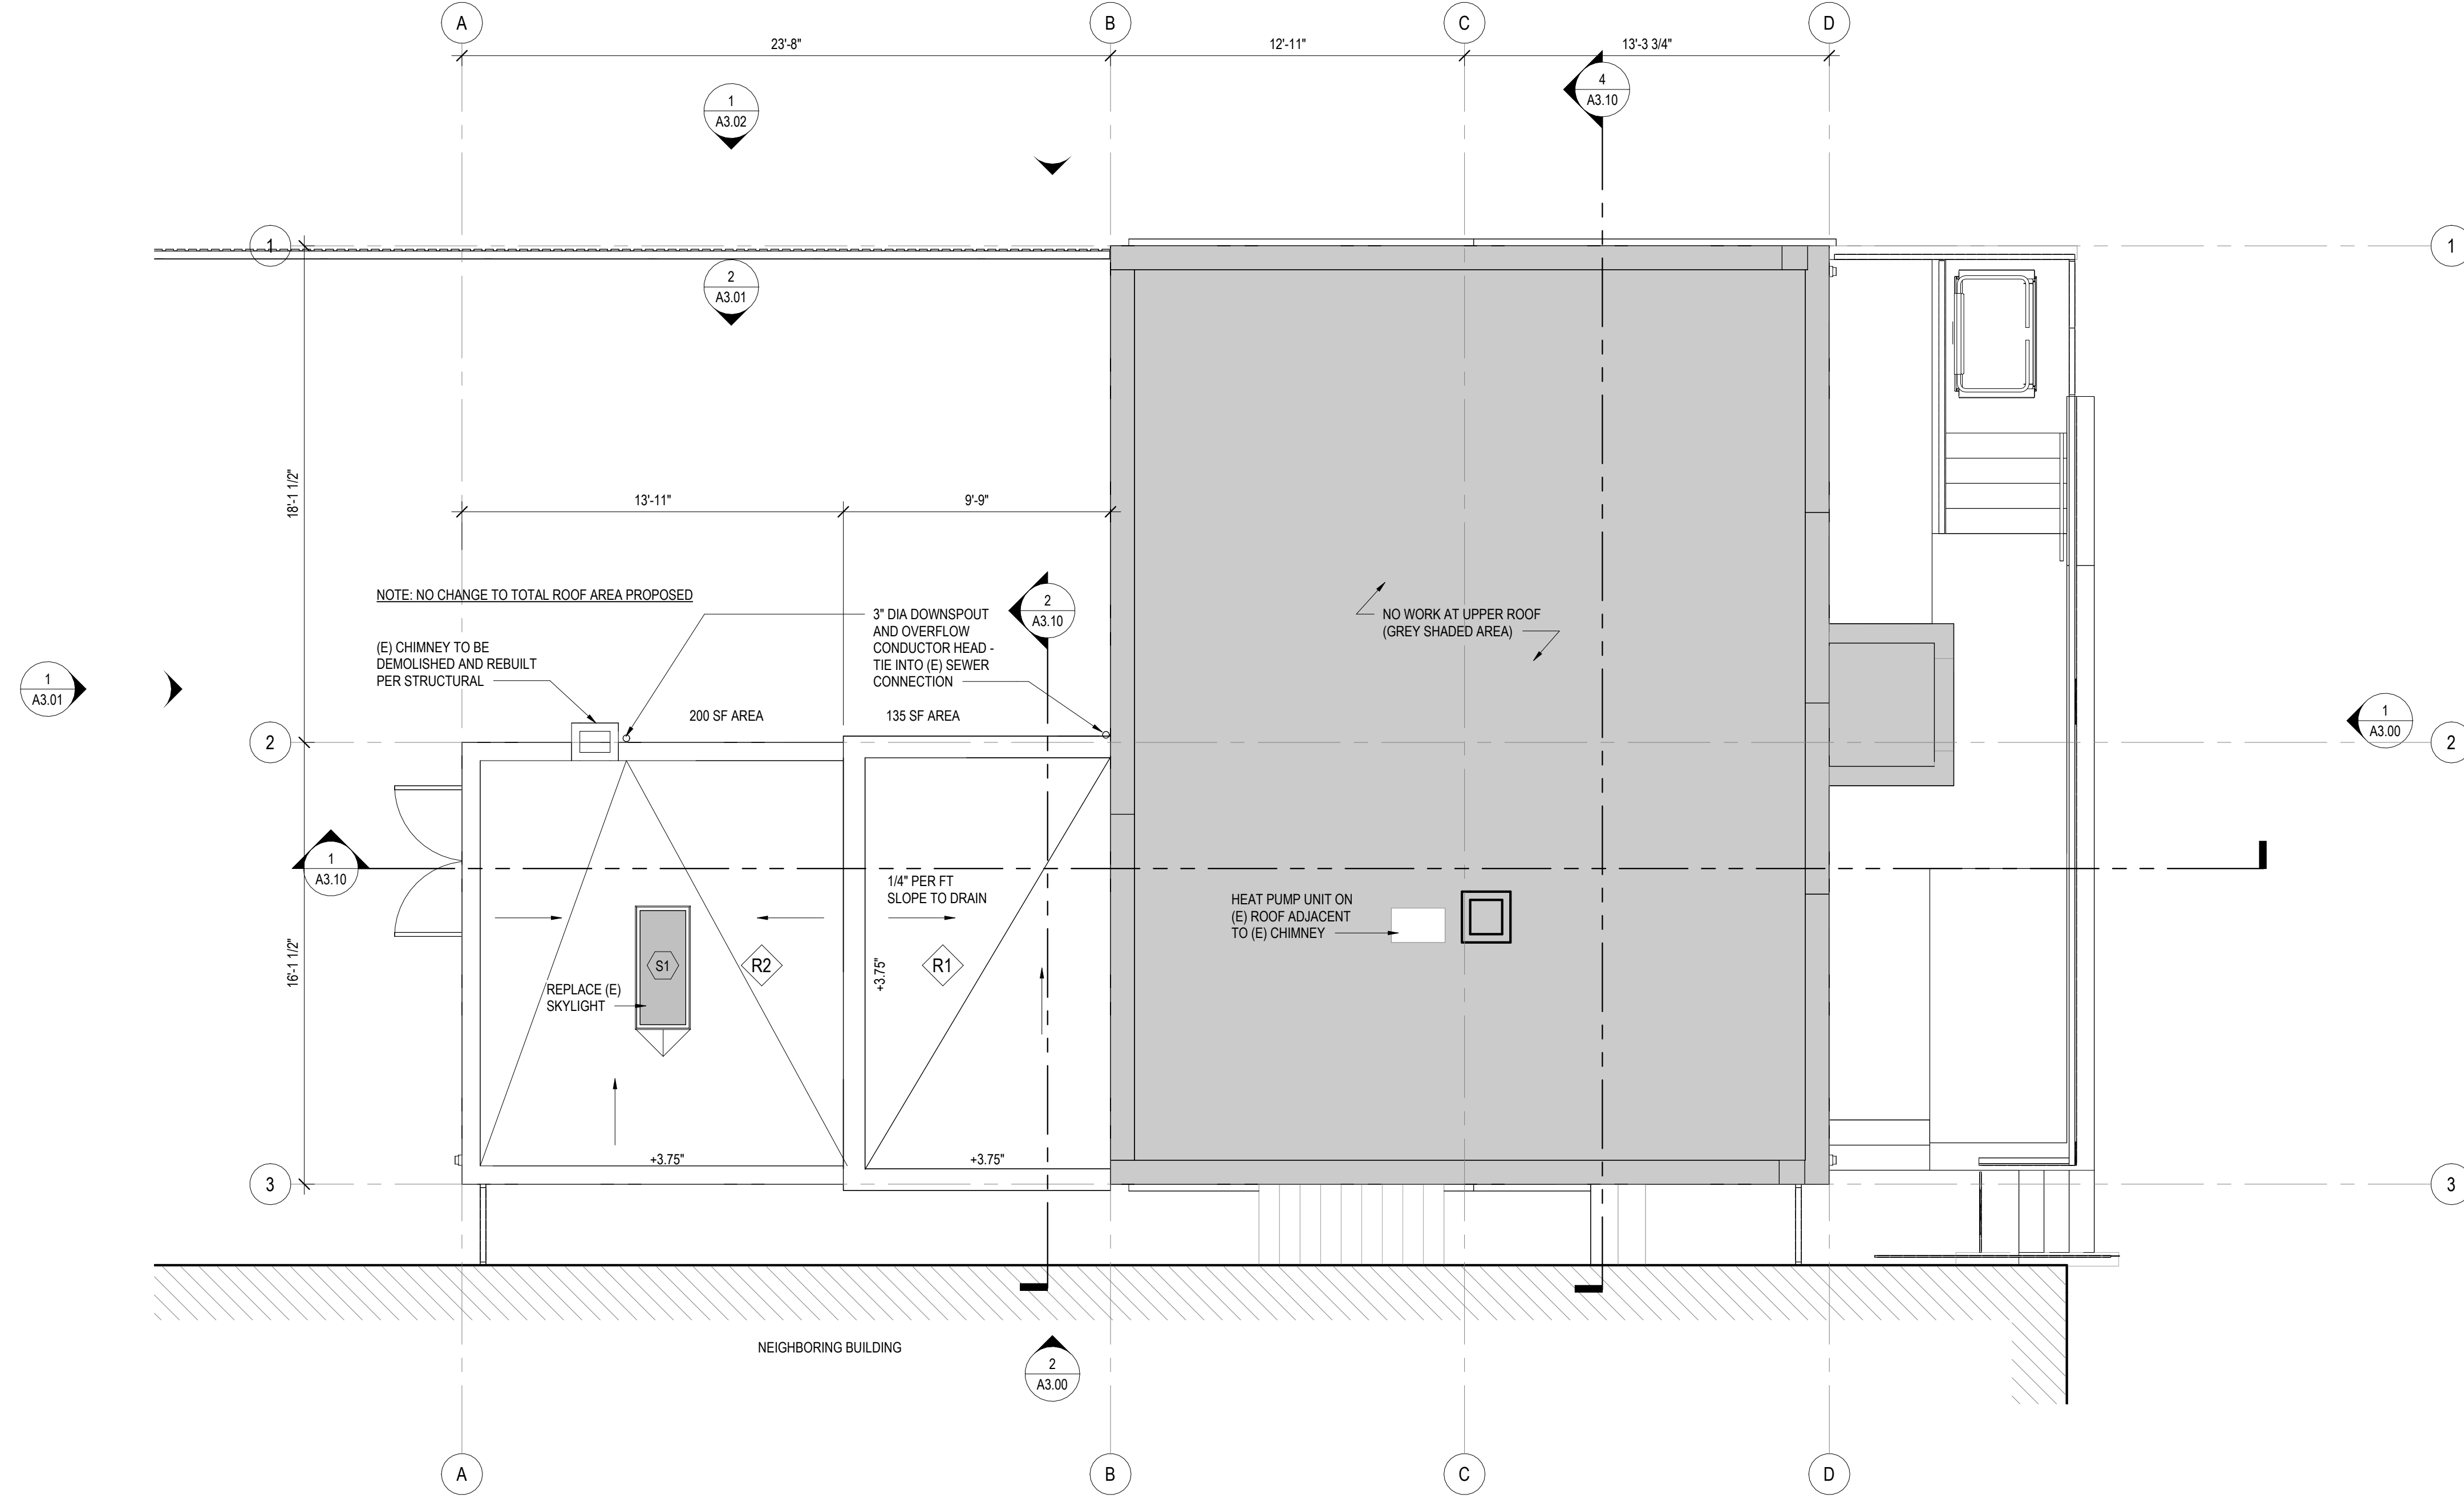 A
B
C
D
23'-8"
12'-11"
13'-3 3/4"
1
A3.02
4
A3.10
1
1
2
A3.01
18'-1 1/2"
13'-11"
9'-9"
NOTE: NO CHANGE TO TOTAL ROOF AREA PROPOSED
3" DIA DOWNSPOUT
AND OVERFLOW
CONDUCTOR HEAD -
TIE INTO (E) SEWER
CONNECTION
2
A3.10
NO WORK AT UPPER ROOF
(GREY SHADED AREA)
(E) CHIMNEY TO BE
DEMOLISHED AND REBUILT
PER STRUCTURAL
1
A3.01
200 SF AREA
135 SF AREA
1
A3.00
2
2
1
A3.10
1/4" PER FT
SLOPE TO DRAIN
HEAT PUMP UNIT ON
(E) ROOF ADJACENT
TO (E) CHIMNEY
16'-1 1/2"
S1
R2
R1
+3.75"
REPLACE (E)
SKYLIGHT
+3.75"
+3.75"
3
3
NEIGHBORING BUILDING
2
A3.00
A
B
C
D